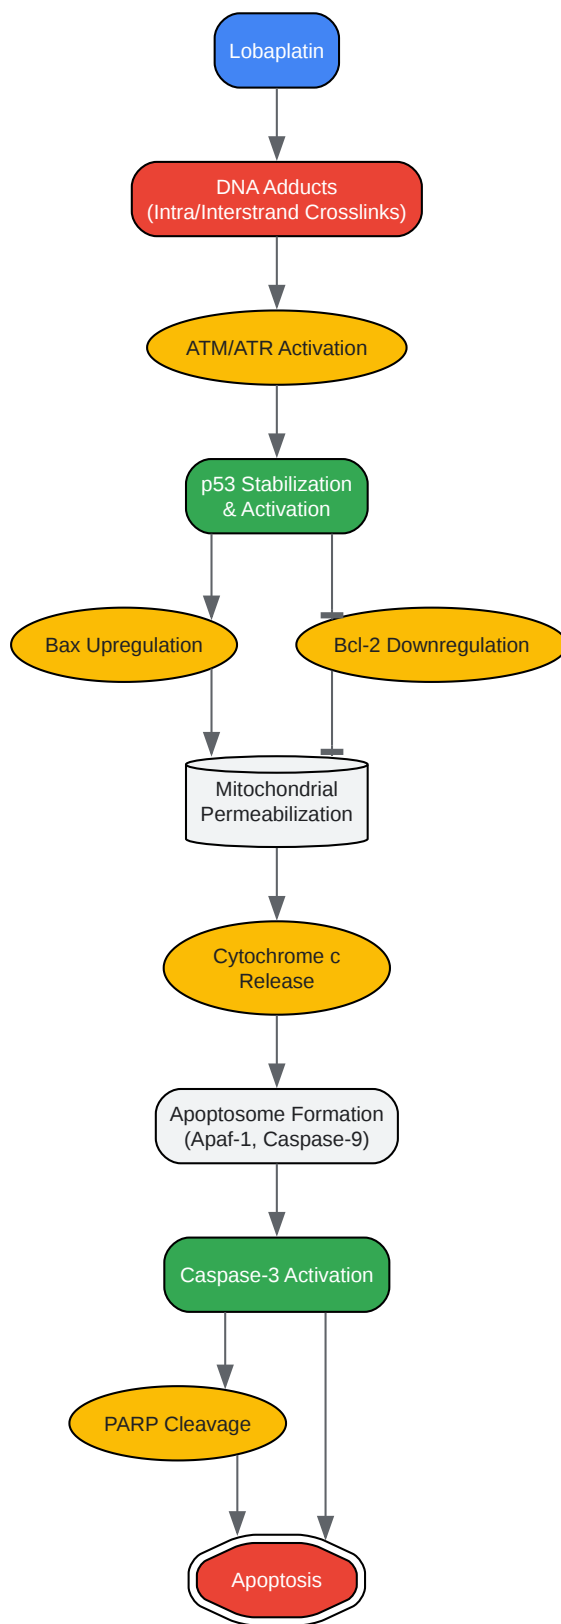 Lobaplatin
DNA Adducts
(Intra/Interstrand Crosslinks)
ATM/ATR Activation
p53 Stabilization
& Activation
Bax Upregulation
Bcl-2 Downregulation
Mitochondrial
Permeabilization
Cytochrome c
Release
Apoptosome Formation
(Apaf-1, Caspase-9)
Caspase-3 Activation
PARP Cleavage
Apoptosis